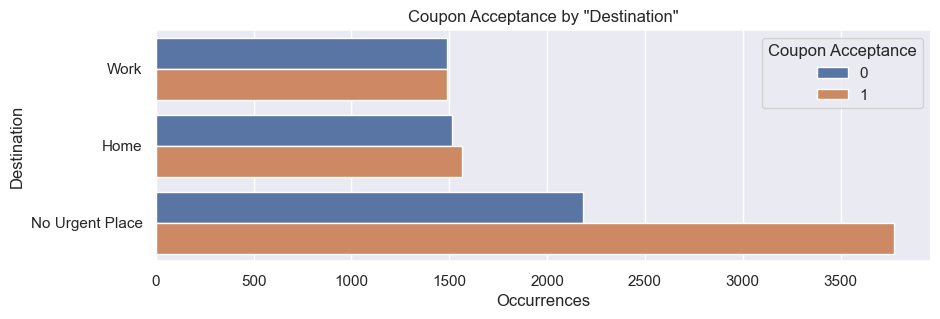 Coupon Acceptance by "Destination"
Coupon Acceptance
0
1
Destination
Work
Home
No Urgent Place
0 500 1000 1500 2000 2500 3000 3500
Occurrences